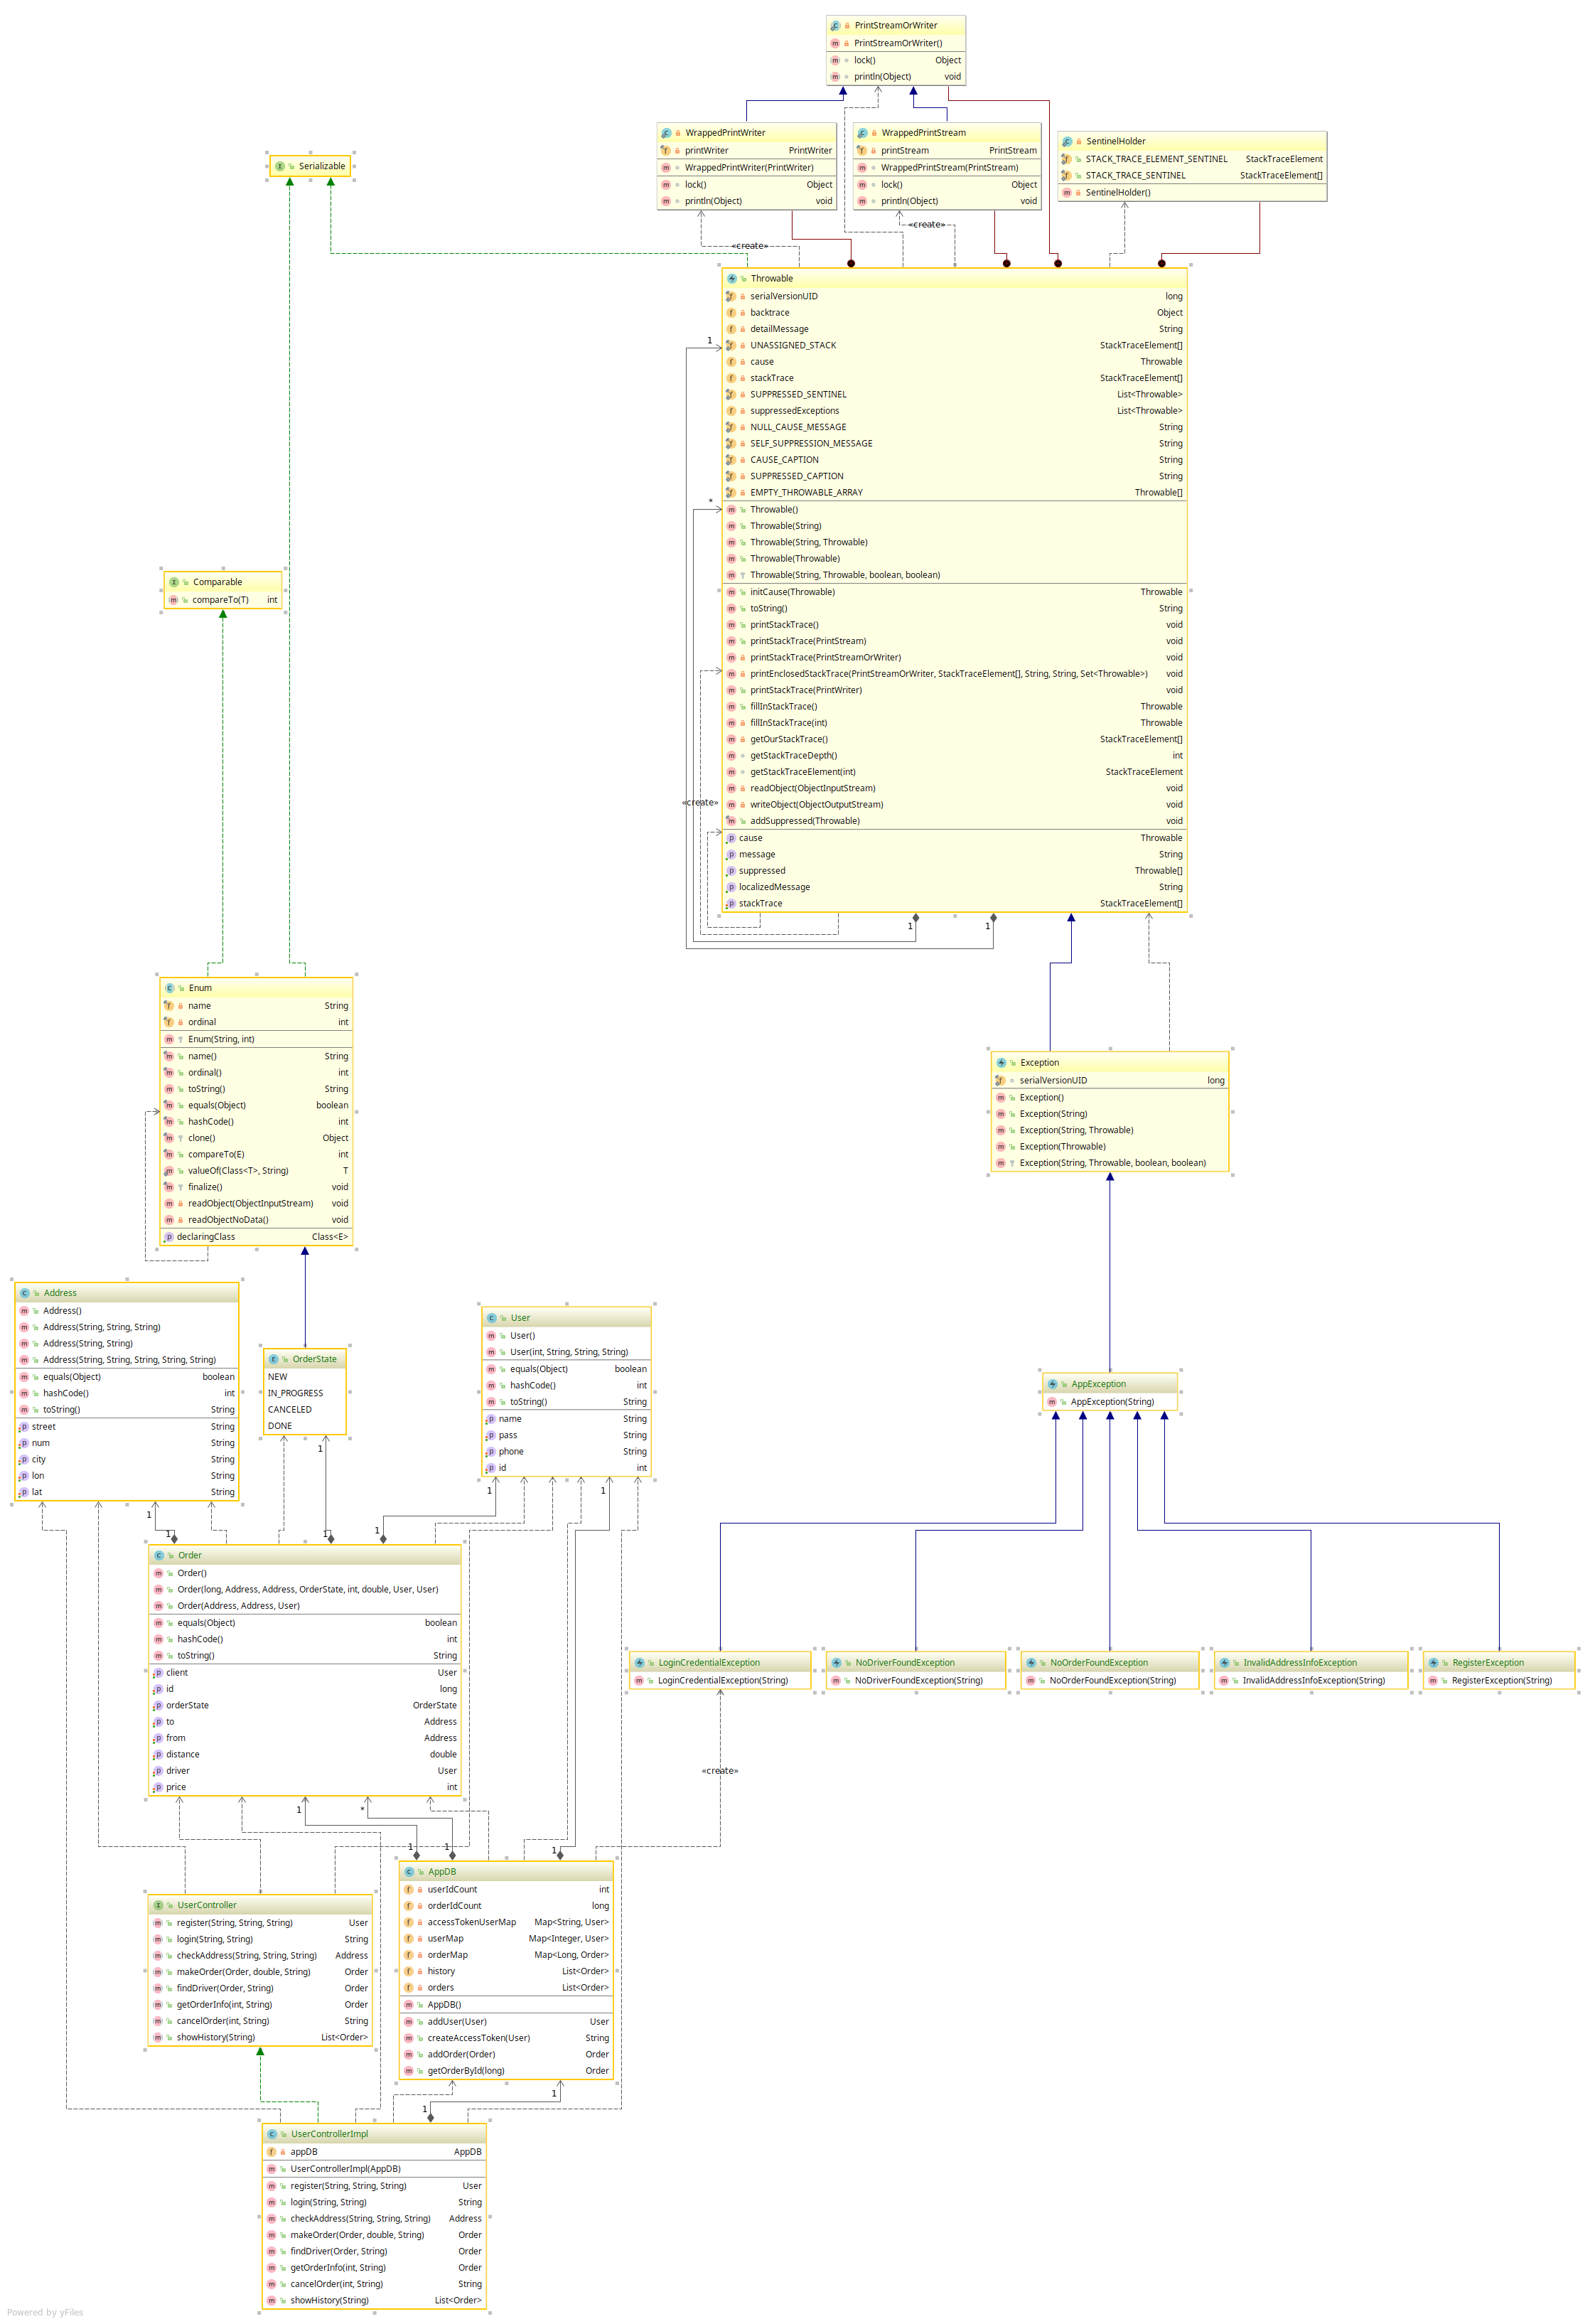 PrintStreamOrWriter
PrintStreamOrWriter()
lock() Object
println(Object) void
WrappedPrintWriter
printWriter PrintWriter
WrappedPrintWriter(PrintWriter)
lock() Object
println(Object) void
WrappedPrintStream
printStream PrintStream
WrappedPrintStream(PrintStream)
lock() Object
println(Object) void
SentinelHolder
STACK_TRACE_ELEMENT_SENTINEL StackTraceElement
STACK_TRACE_SENTINEL StackTraceElement[]
SentinelHolder()
Serializable
«create»
«create»
Throwable
serialVersionUID long
backtrace Object
detailMessage String
1
UNASSIGNED_STACK StackTraceElement[]
cause Throwable
stackTrace StackTraceElement[]
SUPPRESSED_SENTINEL List<Throwable>
suppressedExceptions List<Throwable>
NULL_CAUSE_MESSAGE String
SELF_SUPPRESSION_MESSAGE String
CAUSE_CAPTION String
SUPPRESSED_CAPTION String
EMPTY_THROWABLE_ARRAY Throwable[]
*
Throwable()
Throwable(String)
Throwable(String, Throwable)
Throwable(Throwable)
Throwable(String, Throwable, boolean, boolean)
initCause(Throwable) Throwable
toString() String
printStackTrace() void
printStackTrace(PrintStream) void
printStackTrace(PrintStreamOrWriter) void
printEnclosedStackTrace(PrintStreamOrWriter, StackTraceElement[], String, String, Set<Throwable>) void
printStackTrace(PrintWriter) void
fillInStackTrace() Throwable
fillInStackTrace(int) Throwable
getOurStackTrace() StackTraceElement[]
getStackTraceDepth() int
getStackTraceElement(int) StackTraceElement
readObject(ObjectInputStream) void
«create»
writeObject(ObjectOutputStream) void
addSuppressed(Throwable) void
cause Throwable
message String
suppressed Throwable[]
localizedMessage String
stackTrace StackTraceElement[]
1
1
Comparable
compareTo(T) int
Enum
name String
ordinal int
Enum(String, int)
name() String
ordinal() int
toString() String
equals(Object) boolean
hashCode() int
clone() Object
compareTo(E) int
valueOf(Class<T>, String) T
finalize() void
readObject(ObjectInputStream) void
readObjectNoData() void
declaringClass Class<E>
Exception
serialVersionUID long
Exception()
Exception(String)
Exception(String, Throwable)
Exception(Throwable)
Exception(String, Throwable, boolean, boolean)
Address
Address()
Address(String, String, String)
Address(String, String)
Address(String, String, String, String, String)
equals(Object) boolean
hashCode() int
toString() String
street String
num String
city String
lon String
lat String
OrderState
NEW
IN_PROGRESS
CANCELED
DONE
User
User()
User(int, String, String, String)
equals(Object) boolean
hashCode() int
toString() String
name String
pass String
phone String
id int
AppException
AppException(String)
1
1
1
1
1
1
1
Order
Order()
Order(long, Address, Address, OrderState, int, double, User, User)
Order(Address, Address, User)
equals(Object) boolean
hashCode() int
toString() String
client User
id long
orderState OrderState
to Address
from Address
distance double
driver User
price int
LoginCredentialException
LoginCredentialException(String)
NoDriverFoundException
NoDriverFoundException(String)
NoOrderFoundException
NoOrderFoundException(String)
InvalidAddressInfoException
InvalidAddressInfoException(String)
RegisterException
RegisterException(String)
«create»
1
*
1
1
1
AppDB
userIdCount int
orderIdCount long
accessTokenUserMap Map<String, User>
userMap Map<Integer, User>
orderMap Map<Long, Order>
history List<Order>
orders List<Order>
AppDB()
addUser(User) User
createAccessToken(User) String
addOrder(Order) Order
getOrderById(long) Order
UserController
register(String, String, String) User
login(String, String) String
checkAddress(String, String, String) Address
makeOrder(Order, double, String) Order
findDriver(Order, String) Order
getOrderInfo(int, String) Order
cancelOrder(int, String) String
showHistory(String) List<Order>
1
1
UserControllerImpl
appDB AppDB
UserControllerImpl(AppDB)
register(String, String, String) User
login(String, String) String
checkAddress(String, String, String) Address
makeOrder(Order, double, String) Order
findDriver(Order, String) Order
getOrderInfo(int, String) Order
cancelOrder(int, String) String
showHistory(String) List<Order>
Powered by yFiles